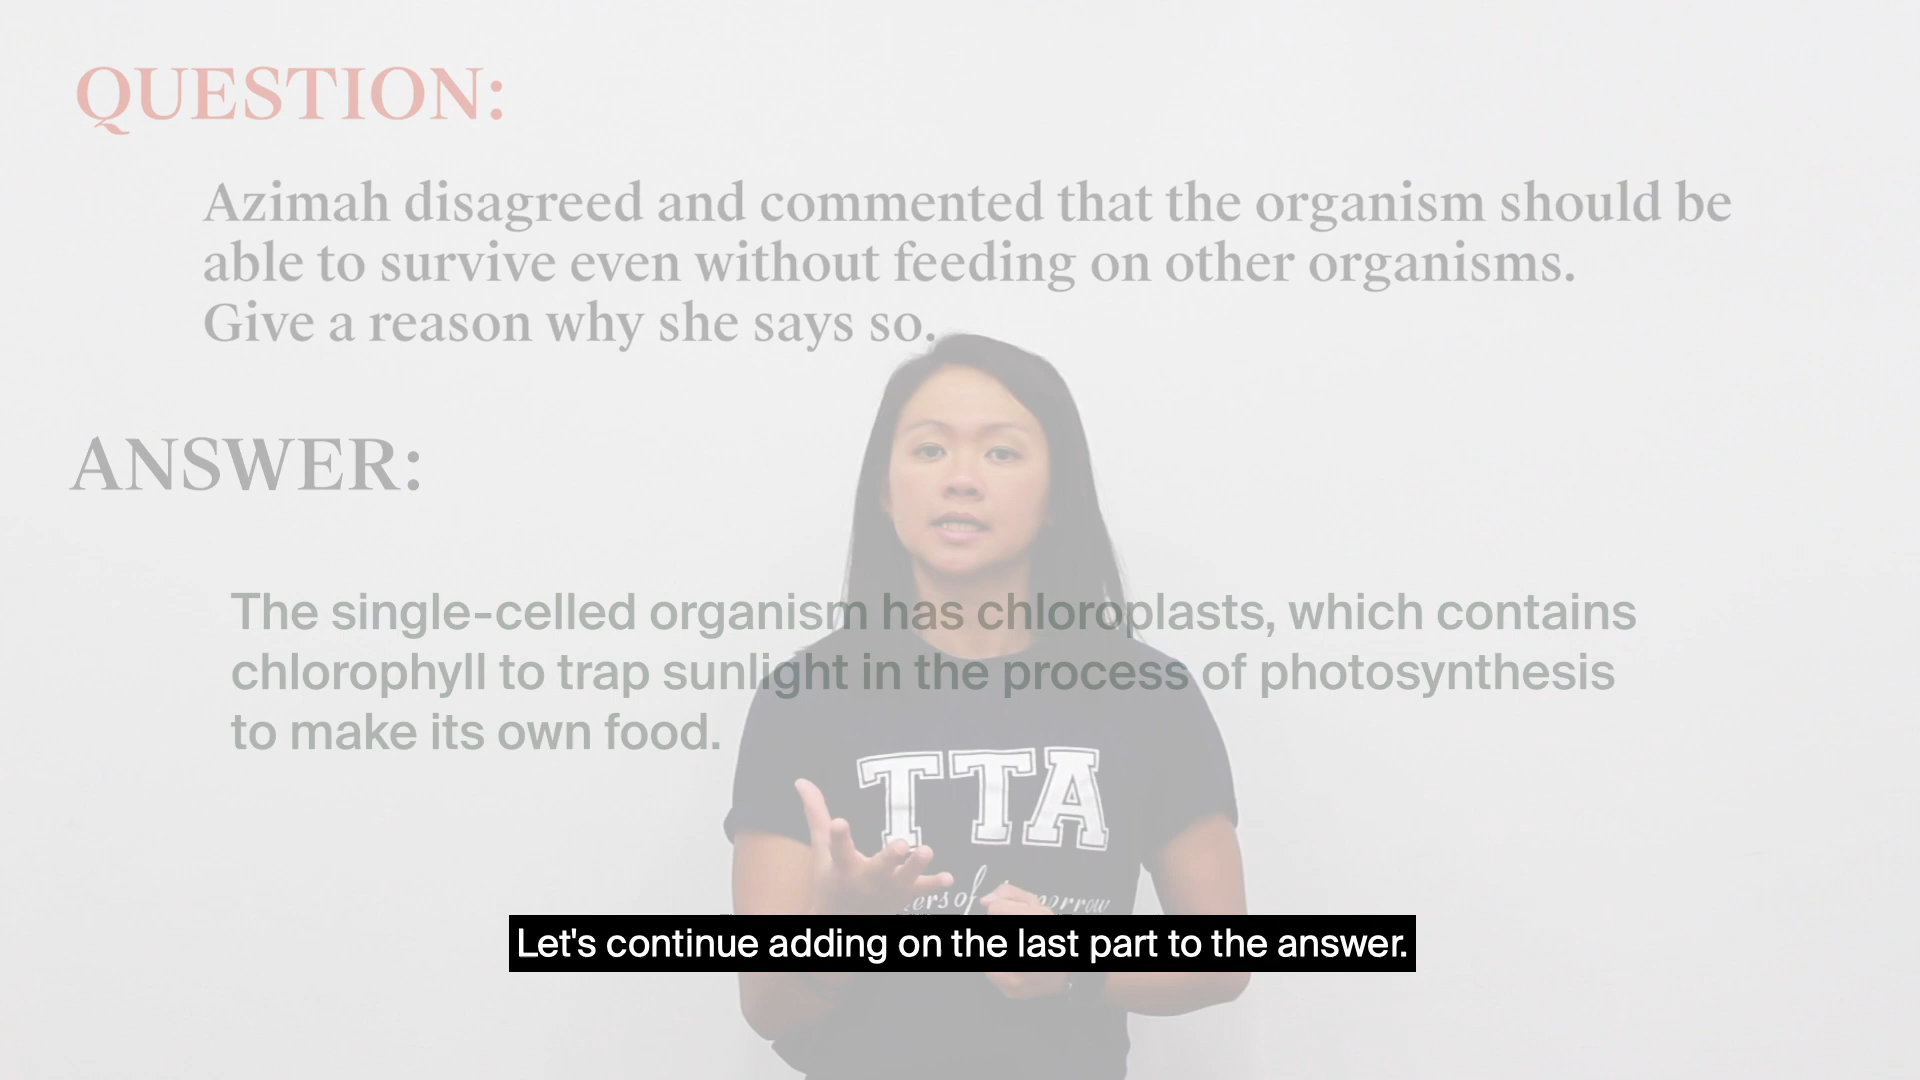 QUESTION:
Azimah disagreed and commented that the organism should be
able to survive even without feeding on other organisms.
Give a reason why she says so.
ANSWER:
The single-celled organism has chloroplasts, which contains
chlorophyll to trap sunlight in the process of photosynthesis
to make its own food.
TTA
of
Let's continue adding on the last part to the answer.